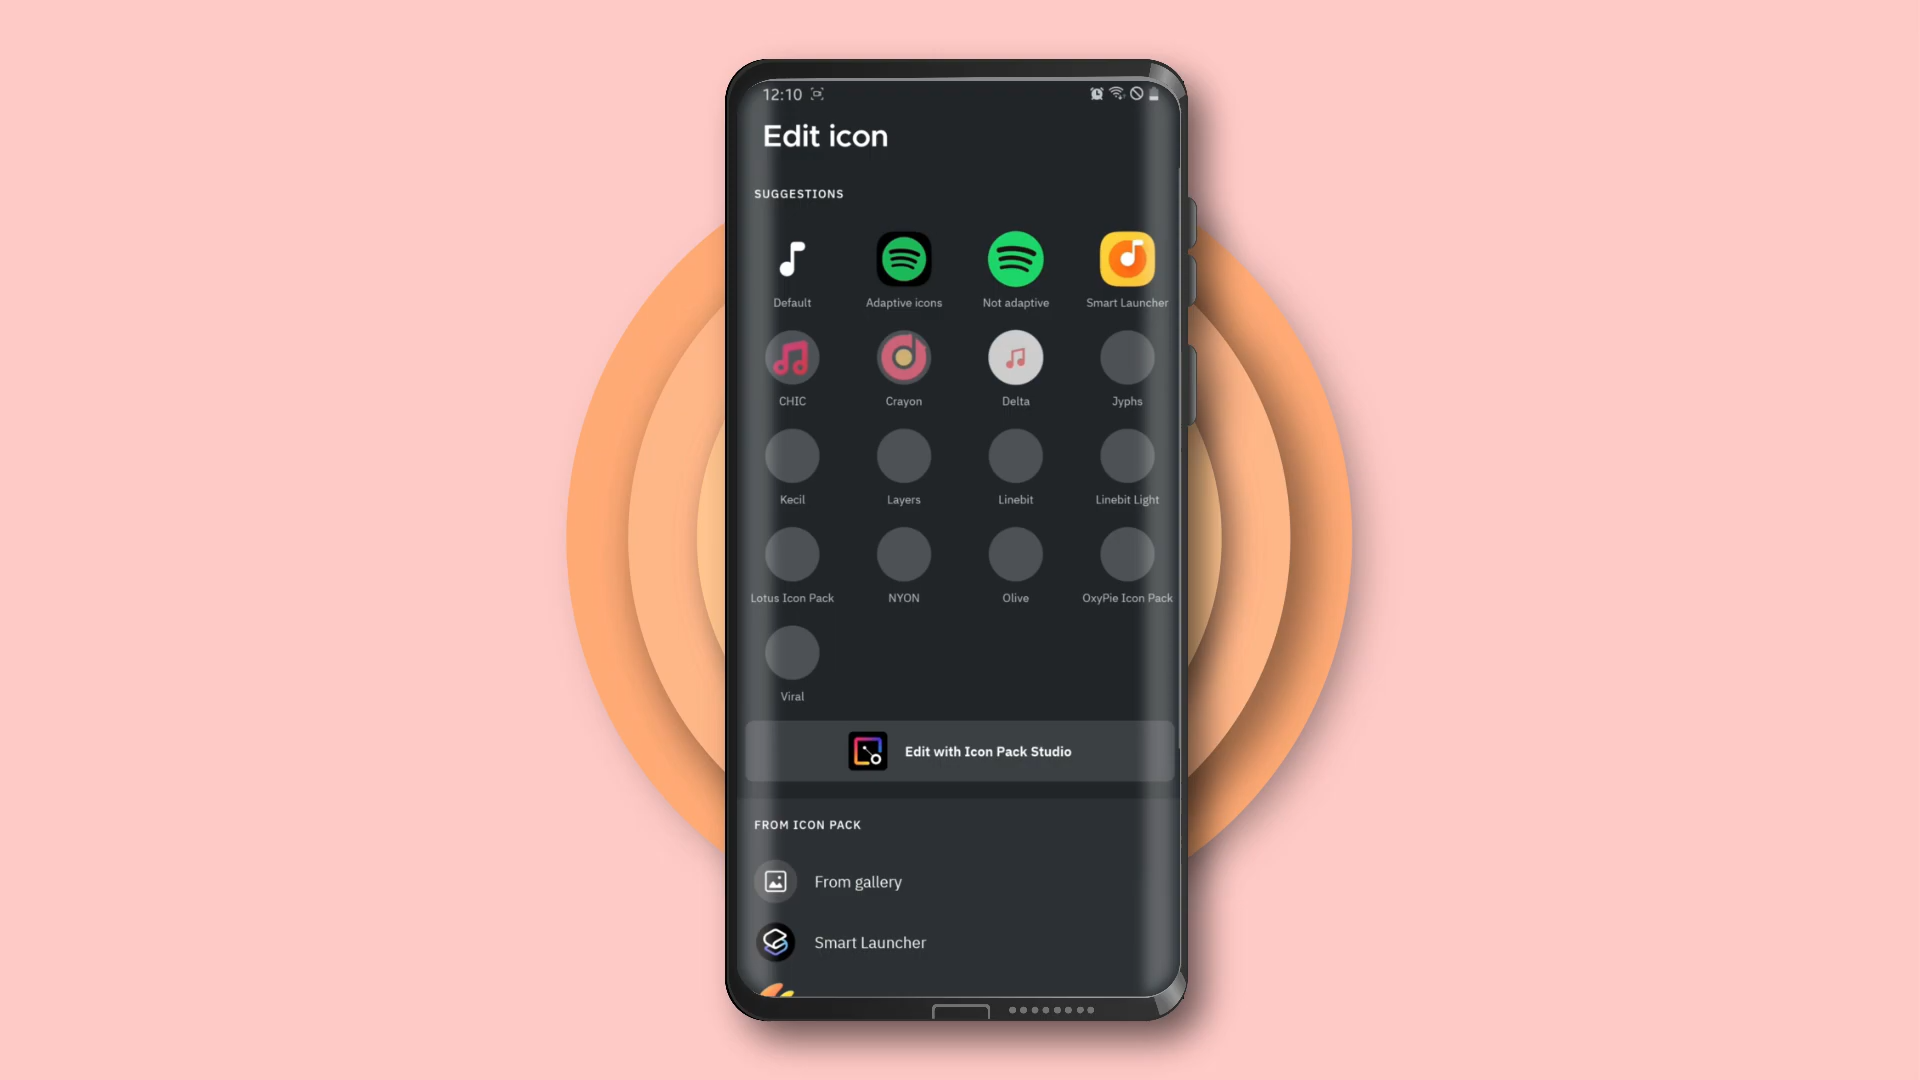 12:10
Edit icon
SUGGESTIONS
Default Adaptive icons Not adaptive Smart Launcher
CHIC Crayon Delta Jyphs
Kecil Layers Linebit Linebit Light
Lotus Icon Pack NYON Olive OxyPie Icon Pack
Viral
Edit with Icon Pack Studio
FROM ICON PACK
From gallery
Smart Launcher